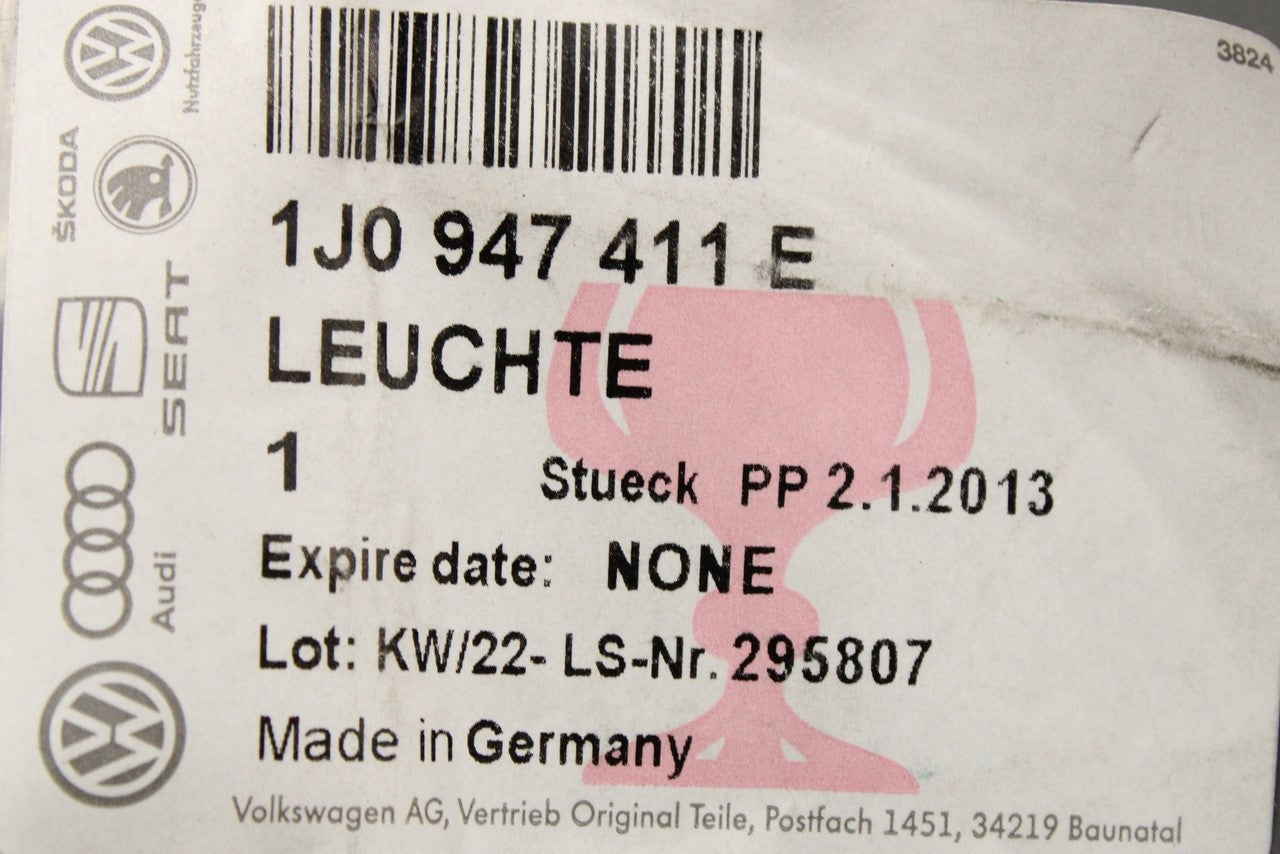 3824
1J0 947 411 E
LEUCHTE
1 Stueck PP 2.1.2013
Expire date: NONE
Lot: KW/22- LS-Nr. 295807
Made in Germany
Volkswagen AG, Vertrieb Original Teile, Postfach 1451, 34219 Baunatal
Nutzfahrzeuge
ŠKODA
SEAT
Audi